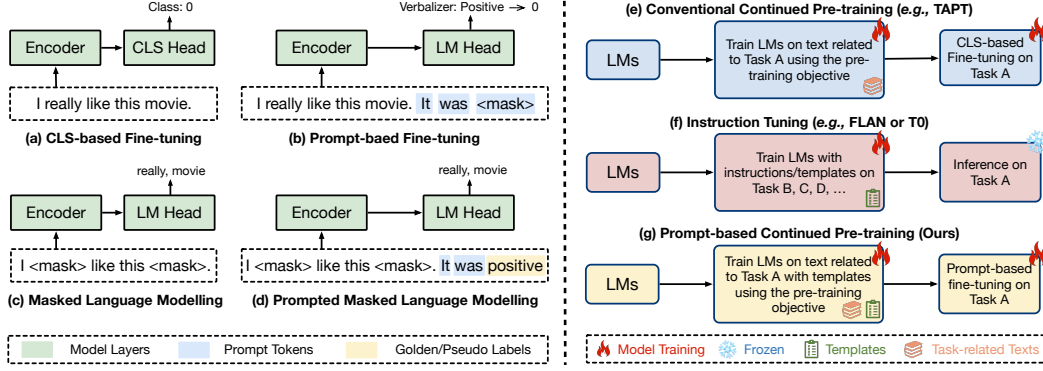 Class: 0
Encoder
CLS Head
I really like this movie.
(a) CLS-based Fine-tuning
Verbalizer: Positive → 0
Encoder
LM Head
I really like this movie. It was <mask>
(b) Prompt-baed Fine-tuning
really, movie
Encoder
LM Head
I <mask> like this <mask>.
(c) Masked Language Modelling
really, movie
Encoder
LM Head
I <mask> like this <mask>. It was positive
(d) Prompted Masked Language Modelling
Model Layers
Prompt Tokens
Golden/Pseudo Labels
(e) Conventional Continued Pre-training (e.g., TAPT)
LMs
Train LMs on text related
to Task A using the pre-
training objective
CLS-based
Fine-tuning on
Task A
(f) Instruction Tuning (e.g., FLAN or T0)
LMs
Train LMs with
instructions/templates on
Task B, C, D, ...
Inference on
Task A
(g) Prompt-based Continued Pre-training (Ours)
LMs
Train LMs on text related
to Task A with templates
using the pre-training
objective
Prompt-based
fine-tuning on
Task A
Model Training
Frozen
Templates
Task-related Texts